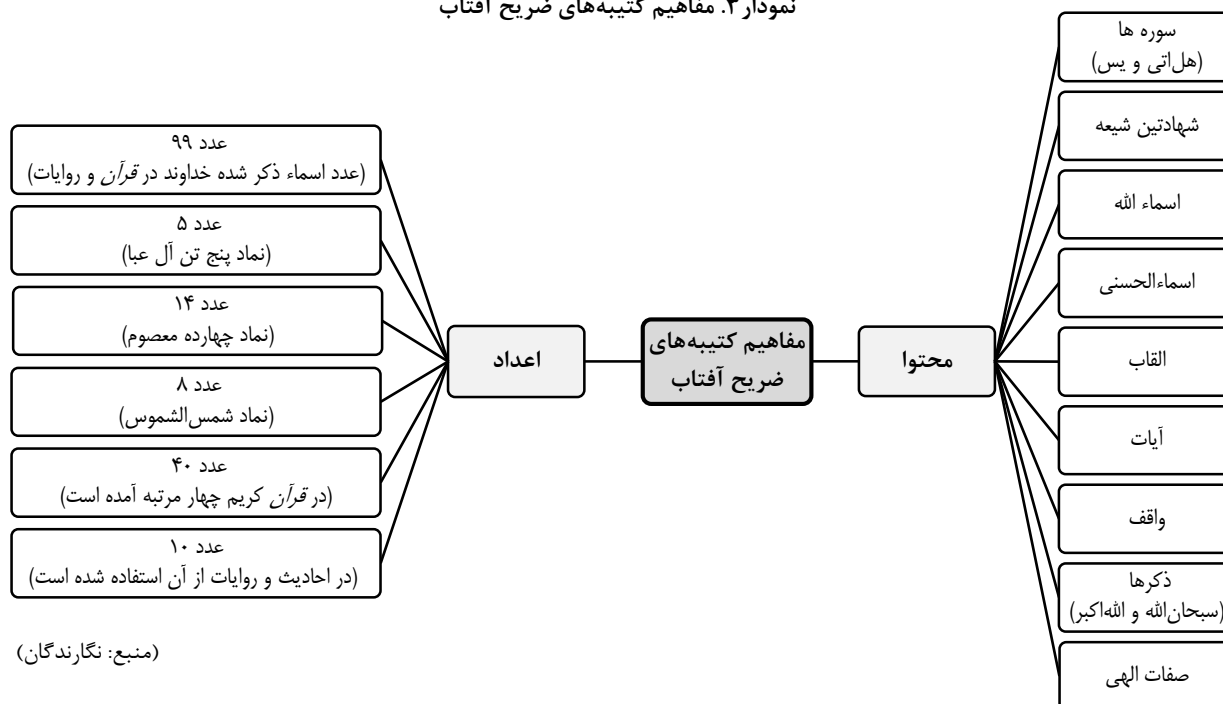 نمودار ۳. مفاهیم کتیبه‌های ضریح آفتاب
سوره ها
(هل‌اتی و یس)
شهادتین شیعه
اسماء الله
اسماءالحسنی
القاب
آیات
واقف
ذکرها
(سبحان‌الله و الله‌اکبر)
صفات الهی
محتوا
مفاهیم کتیبه‌های
ضریح آفتاب
اعداد
عدد ۹۹
(عدد اسماء ذکر شده خداوند در قرآن و روایات)
عدد ۵
(نماد پنج تن آل عبا)
عدد ۱۴
(نماد چهارده معصوم)
عدد ۸
(نماد شمس‌الشموس)
عدد ۴۰
(در قرآن کریم چهار مرتبه آمده است)
عدد ۱۰
(در احادیث و روایات از آن استفاده شده است)
(منبع: نگارندگان)